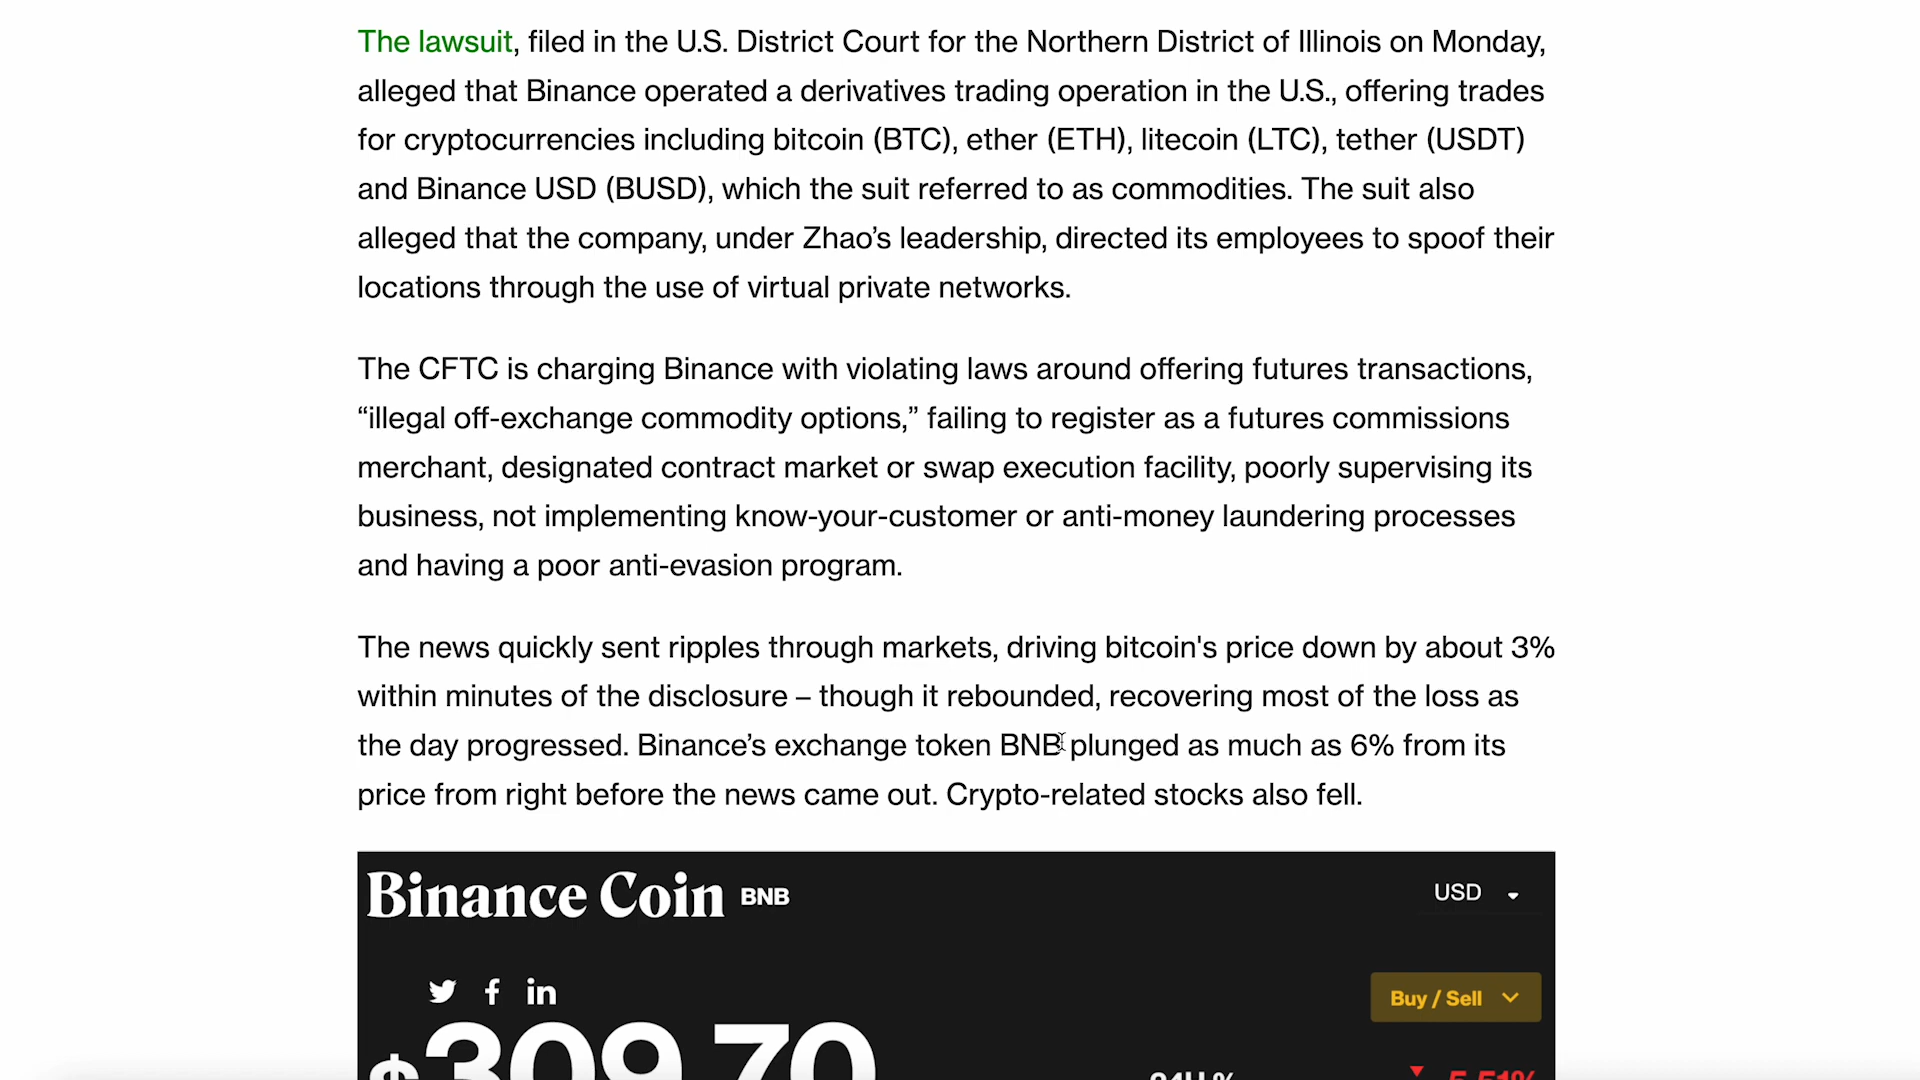 The lawsuit, filed in the U.S. District Court for the Northern District of Illinois on Monday,
alleged that Binance operated a derivatives trading operation in the U.S., offering trades
for cryptocurrencies including bitcoin (BTC), ether (ETH), litecoin (LTC), tether (USDT)
and Binance USD (BUSD), which the suit referred to as commodities. The suit also
alleged that the company, under Zhao’s leadership, directed its employees to spoof their
locations through the use of virtual private networks.
The CFTC is charging Binance with violating laws around offering futures transactions,
“illegal off-exchange commodity options,” failing to register as a futures commissions
merchant, designated contract market or swap execution facility, poorly supervising its
business, not implementing know-your-customer or anti-money laundering processes
and having a poor anti-evasion program.
The news quickly sent ripples through markets, driving bitcoin's price down by about 3%
within minutes of the disclosure – though it rebounded, recovering most of the loss as
the day progressed. Binance’s exchange token BNB plunged as much as 6% from its
price from right before the news came out. Crypto-related stocks also fell.
Binance Coin BNB
USD
Buy / Sell
$309.70
24H % 5.51%